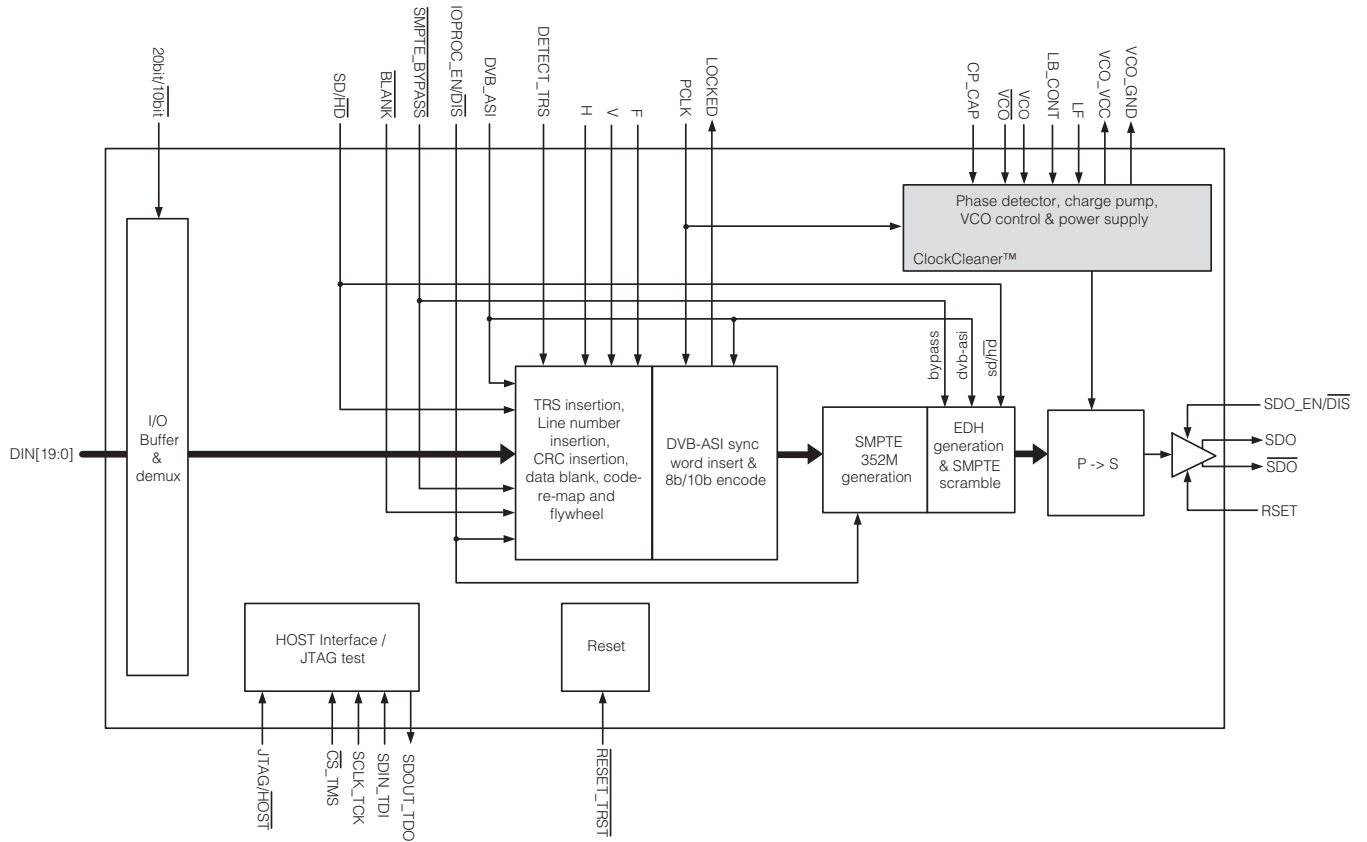 20bit/10bit
SD/HD
BLANK
SMPTE_BYPASS
IOPROC_EN/DIS
DVB_ASI
DETECT_TRS
H
V
F
PCLK
LOCKED
CP_CAP
VCO
VCO
LB_CONT
LF
VCO_VCC
VCO_GND
Phase detector, charge pump,
VCO control & power supply
ClockCleaner™
bypass
dvb-asi
sd/hd
DIN[19:0]
I/O
Buffer
&
demux
TRS insertion,
Line number
insertion,
CRC insertion,
data blank, code-
re-map and
flywheel
DVB-ASI sync
word insert &
8b/10b encode
SMPTE
352M
generation
EDH
generation
& SMPTE
scramble
P -> S
SDO_EN/DIS
SDO
SDO
RSET
HOST Interface /
JTAG test
Reset
JTAG/HOST
CS_TMS
SCLK_TCK
SDIN_TDI
SDOUT_TDO
RESET_TRST